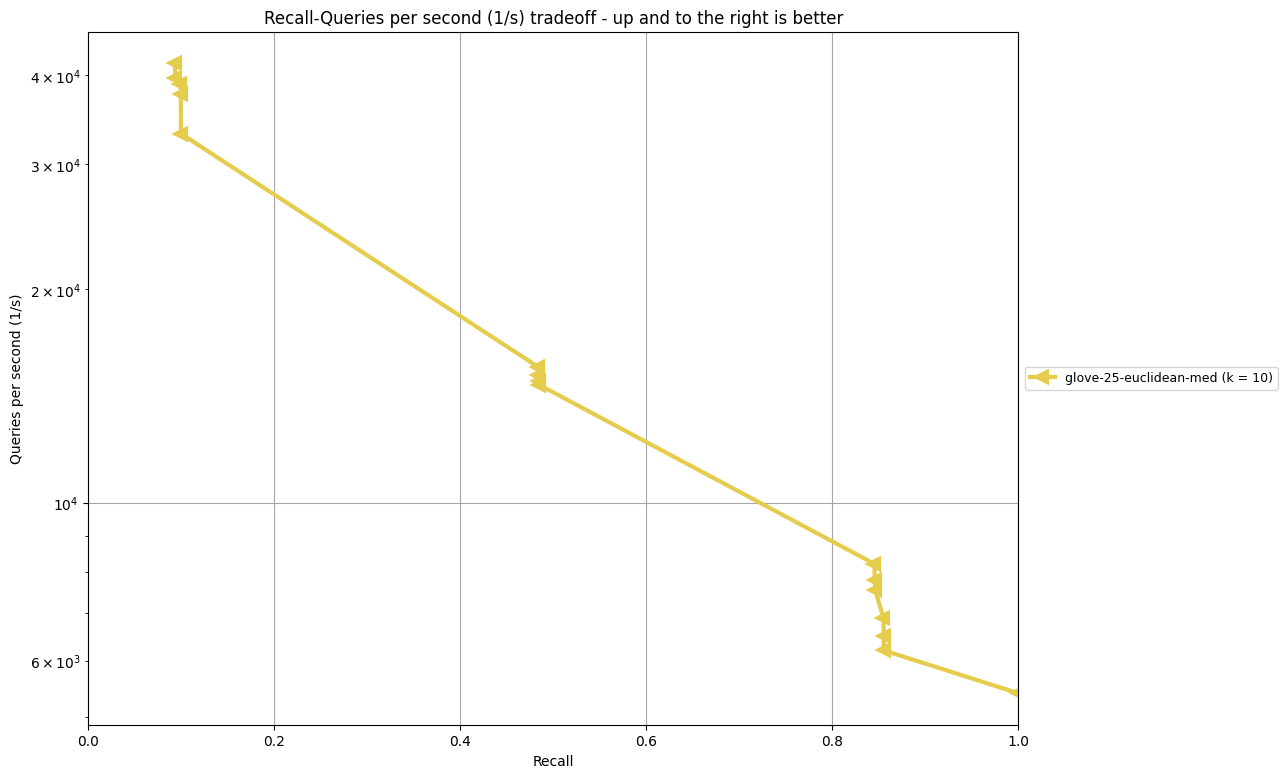 Recall-Queries per second (1/s) tradeoff - up and to the right is better
4 × 10⁴
3 × 10⁴
2 × 10⁴
10⁴
6 × 10³
Queries per second (1/s)
0.0 0.2 0.4 0.6 0.8 1.0
Recall
glove-25-euclidean-med (k = 10)